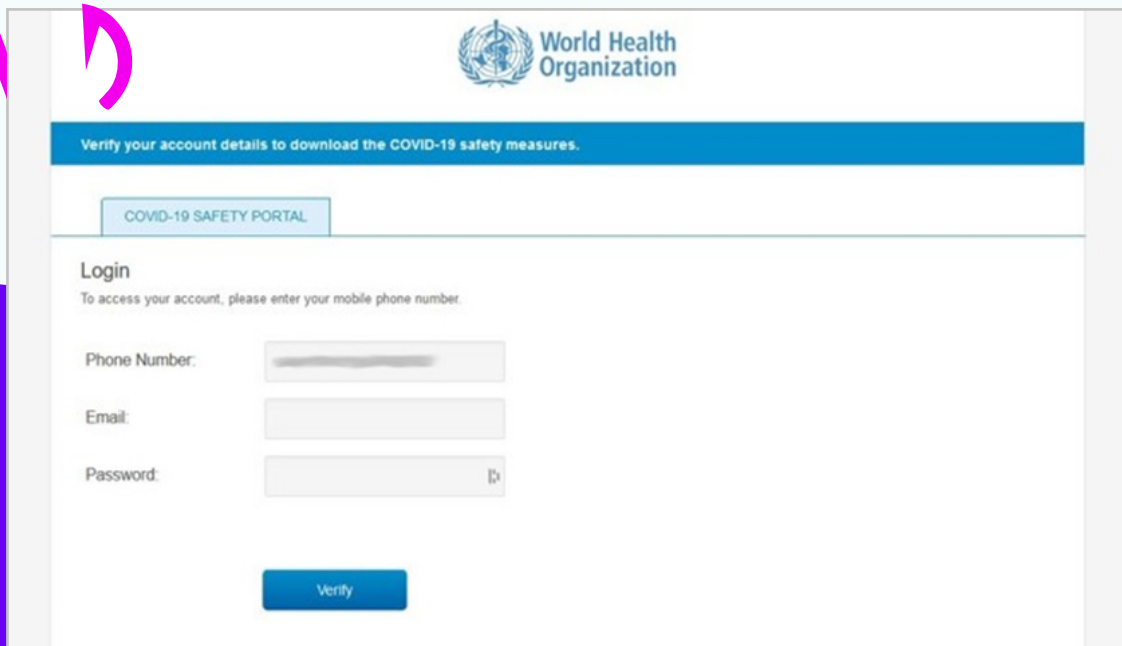 World Health
Organization
Verify your account details to download the COVID-19 safety measures.
COVID-19 SAFETY PORTAL
Login
To access your account, please enter your mobile phone number.
Phone Number:
Email:
Password:
Verify